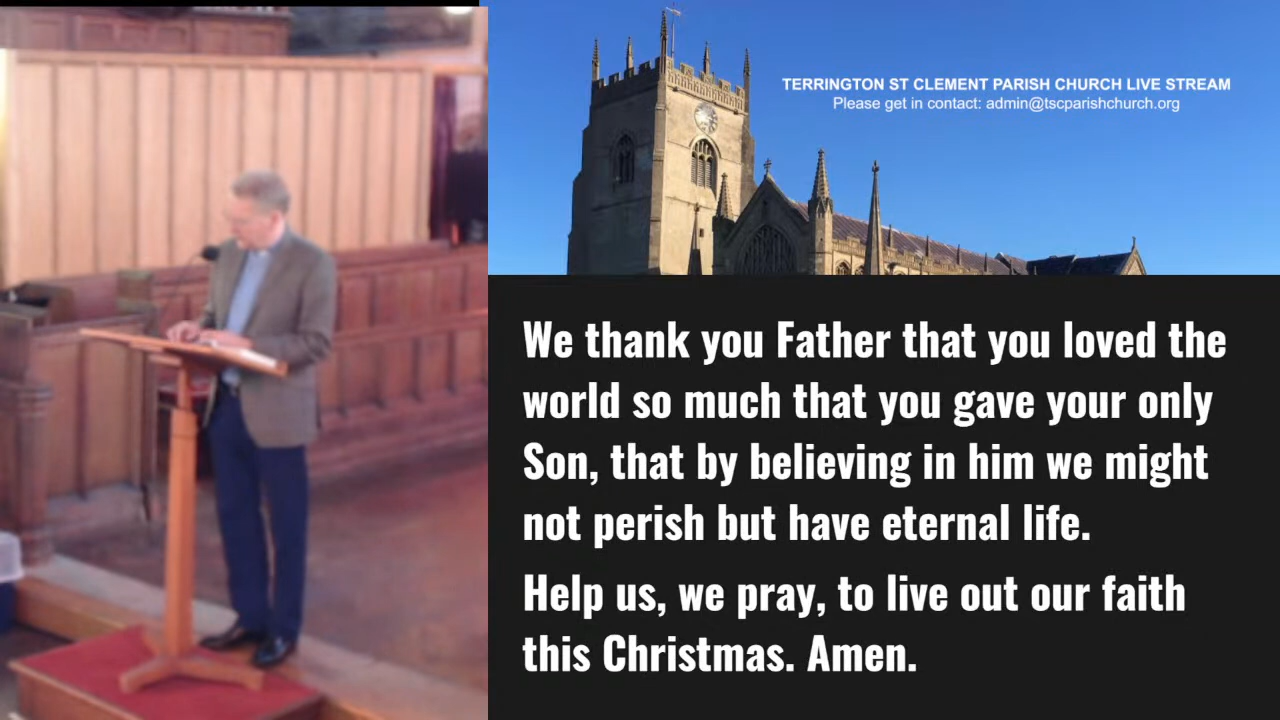 TERRINGTON ST CLEMENT PARISH CHURCH LIVE STREAM
Please get in contact: admin@tscparishchurch.org
We thank you Father that you loved the
world so much that you gave your only
Son, that by believing in him we might
not perish but have eternal life.
Help us, we pray, to live out our faith
this Christmas. Amen.